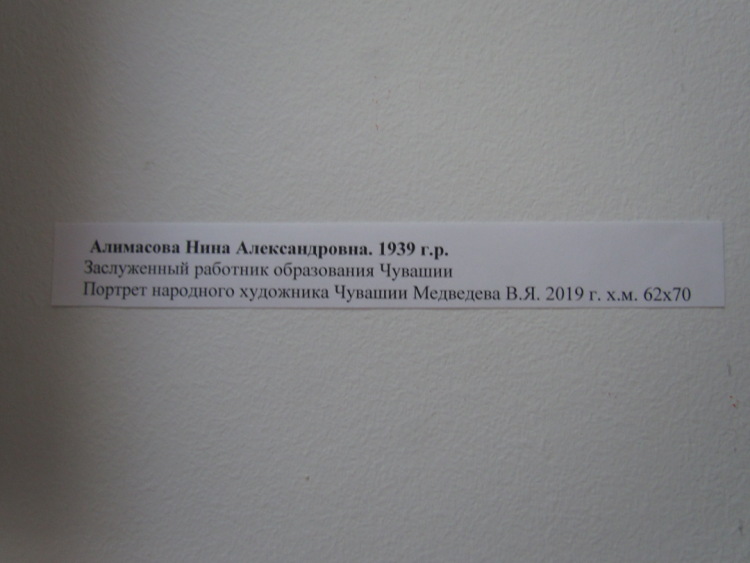 Алимасова Нина Александровна. 1939 г.р.
Заслуженный работник образования Чувашии
Портрет народного художника Чувашии Медведева В.Я. 2019 г. х.м. 62х70